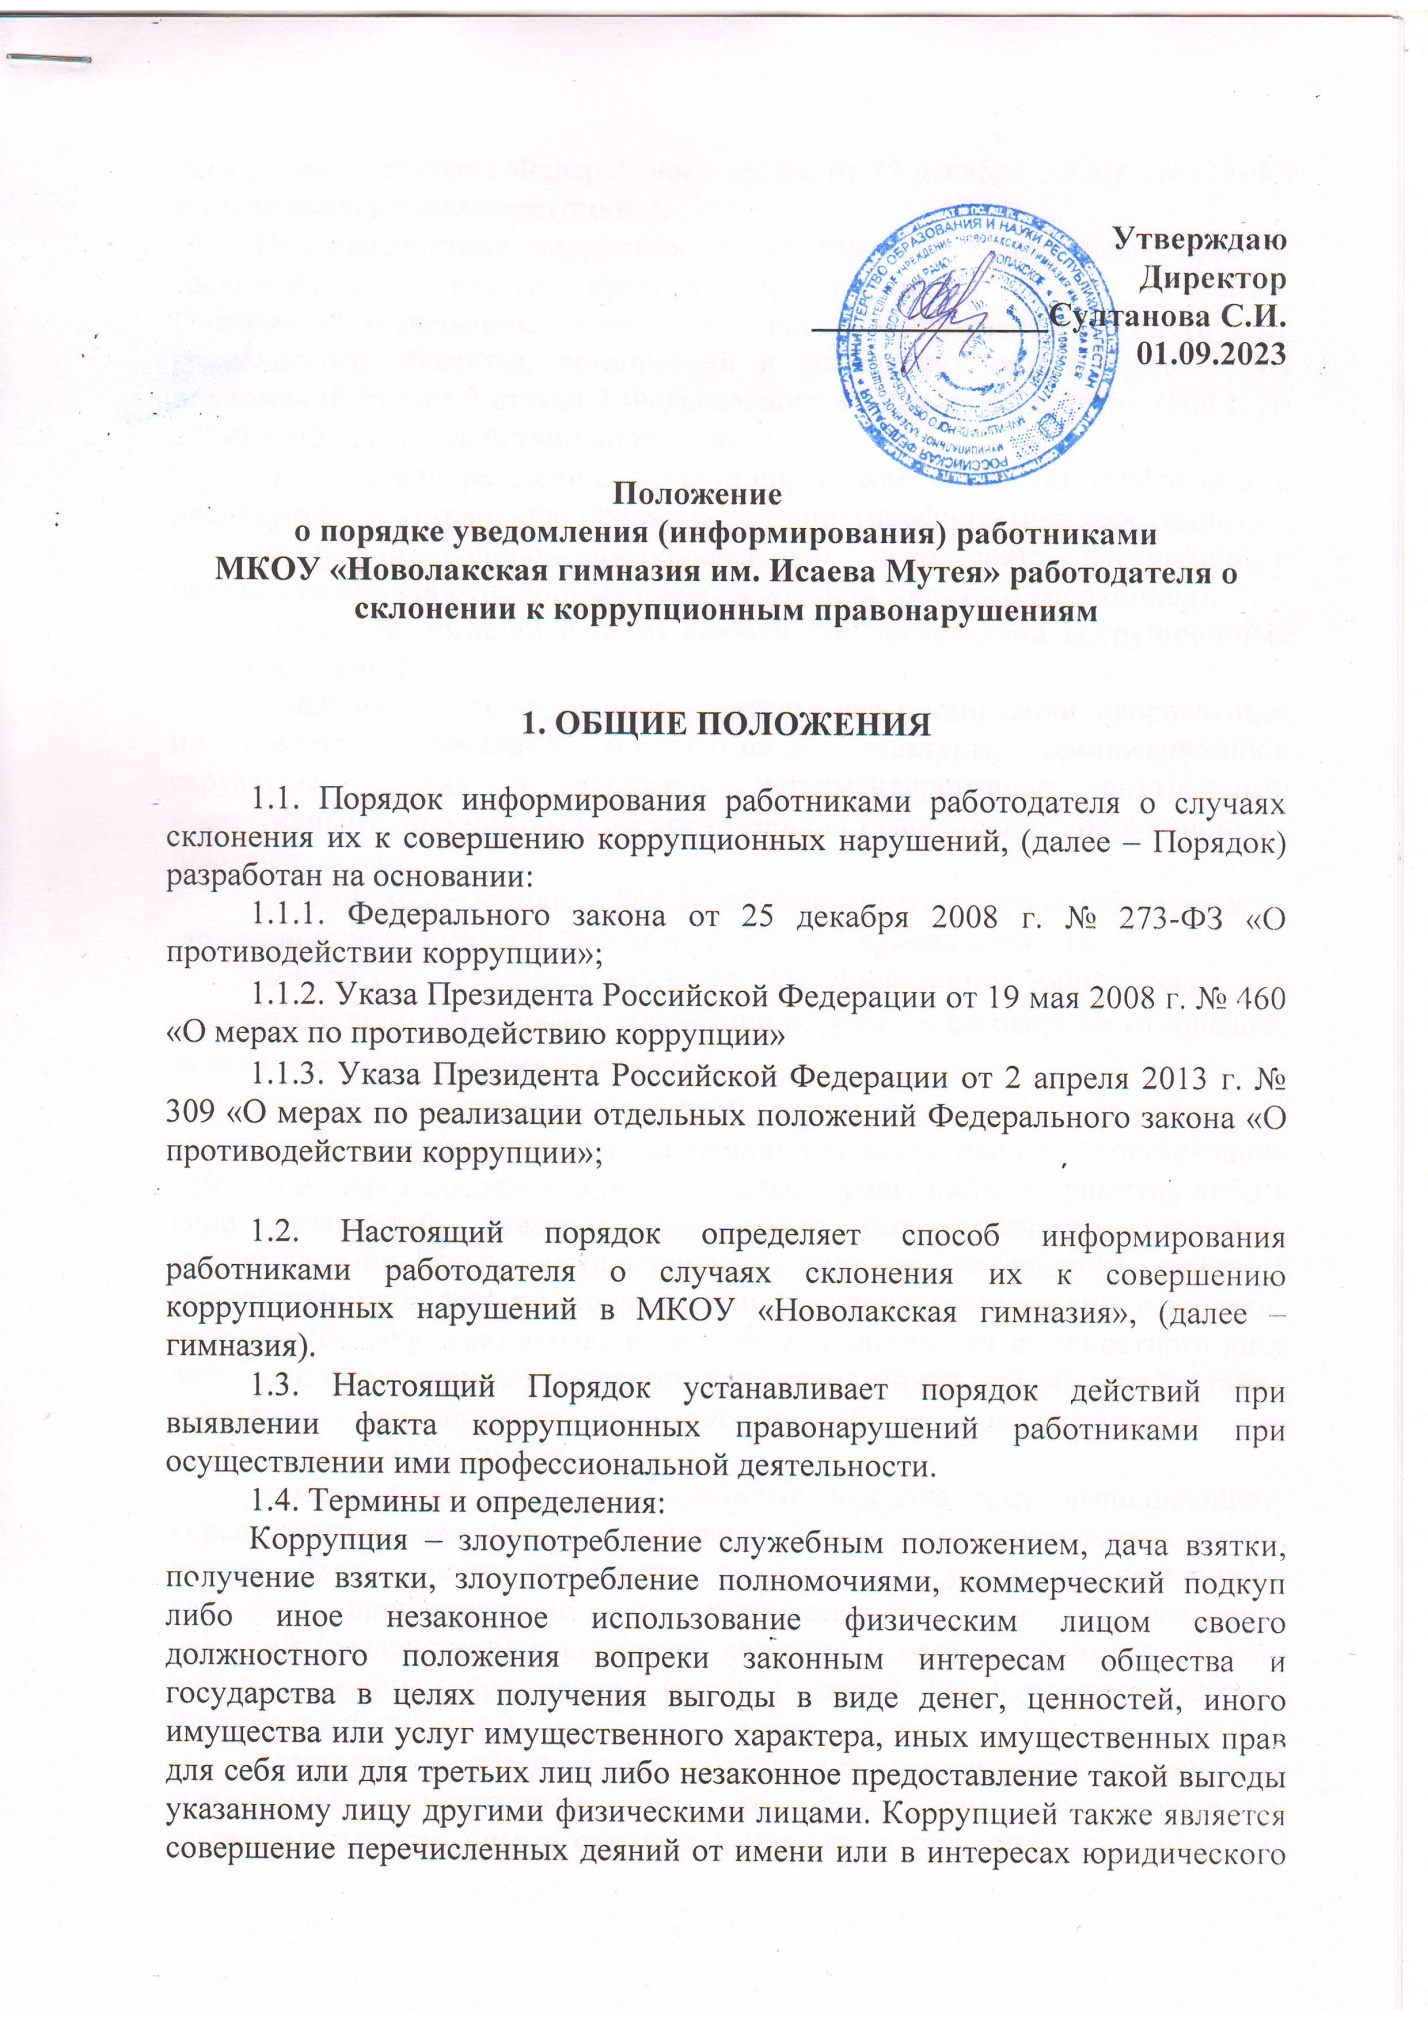 Утверждаю
Директор
Султанова С.И.
01.09.2023
МИНИСТЕРСТВО ОБРАЗОВАНИЯ И НАУКИ РЕСПУБЛИКИ ДАГЕСТАН
РОССИЙСКАЯ ФЕДЕРАЦИЯ
Положение
о порядке уведомления (информирования) работниками
МКОУ «Новолакская гимназия им. Исаева Мутея» работодателя о
склонении к коррупционным правонарушениям
1. ОБЩИЕ ПОЛОЖЕНИЯ
1.1. Порядок информирования работниками работодателя о случаях
склонения их к совершению коррупционных нарушений, (далее – Порядок)
разработан на основании:
1.1.1. Федерального закона от 25 декабря 2008 г. № 273-ФЗ «О
противодействии коррупции»;
1.1.2. Указа Президента Российской Федерации от 19 мая 2008 г. № 460
«О мерах по противодействию коррупции»
1.1.3. Указа Президента Российской Федерации от 2 апреля 2013 г. №
309 «О мерах по реализации отдельных положений Федерального закона «О
противодействии коррупции»;
1.2. Настоящий порядок определяет способ информирования
работниками работодателя о случаях склонения их к совершению
коррупционных нарушений в МКОУ «Новолакская гимназия», (далее –
гимназия).
1.3. Настоящий Порядок устанавливает порядок действий при
выявлении факта коррупционных правонарушений работниками при
осуществлении ими профессиональной деятельности.
1.4. Термины и определения:
Коррупция – злоупотребление служебным положением, дача взятки,
получение взятки, злоупотребление полномочиями, коммерческий подкуп
либо иное незаконное использование физическим лицом своего
должностного положения вопреки законным интересам общества и
государства в целях получения выгоды в виде денег, ценностей, иного
имущества или услуг имущественного характера, иных имущественных прав
для себя или для третьих лиц либо незаконное предоставление такой выгоды
указанному лицу другими физическими лицами. Коррупцией также является
совершение перечисленных деяний от имени или в интересах юридического